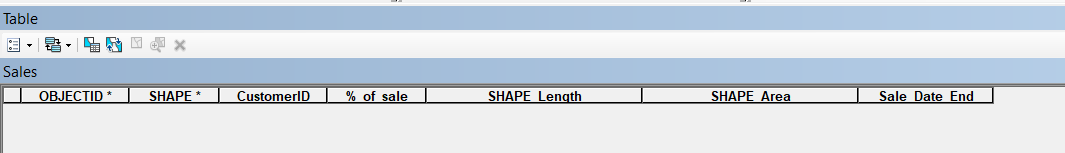 Table
Sales
OBJECTID * SHAPE * CustomerID % of sale SHAPE_Length SHAPE_Area Sale_Date_End